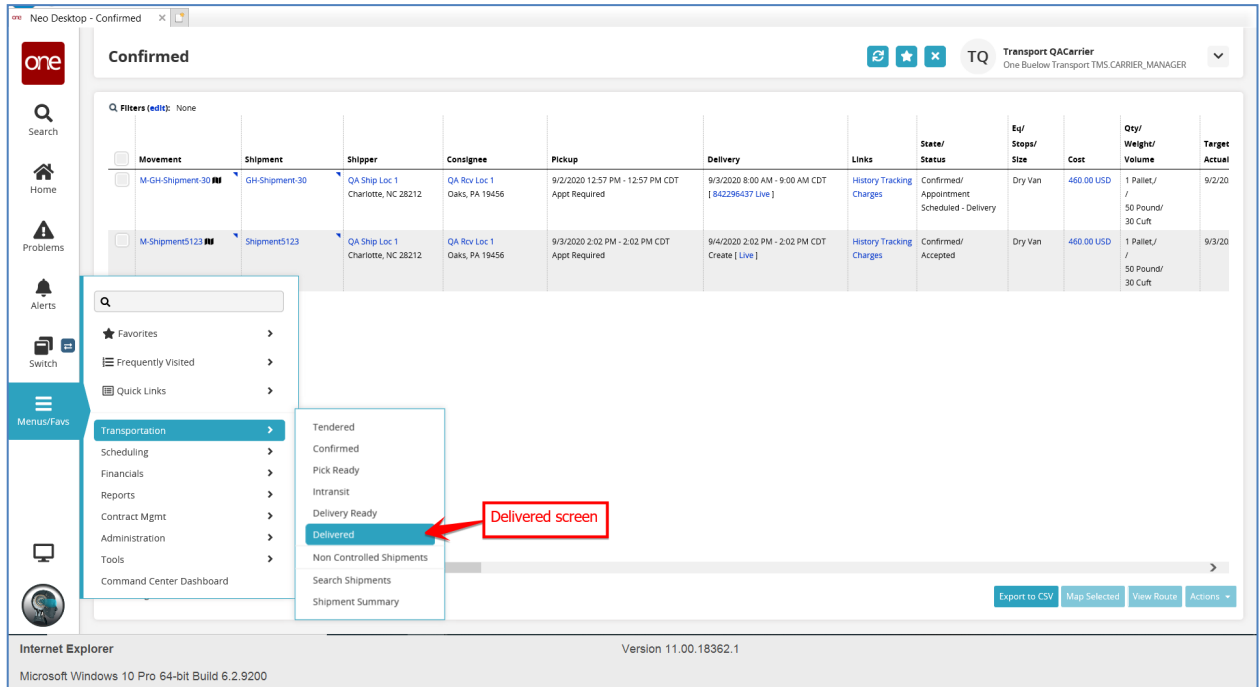 one Neo Desktop - Confirmed ×
one
Confirmed
TQ
Transport QACarrier
One Buelow Transport TMS.CARRIER_MANAGER
Search
Home
Problems
Alerts
Switch
Menus/Favs
Filters (edit): None
Movement Shipment Shipper Consignee Pickup Delivery Links State/ Status Eq/ Stops/ Size Cost Qty/ Weight/ Volume Target Actual
M-GH-Shipment-30 GH-Shipment-30 QA Ship Loc 1 QA Rcv Loc 1 9/2/2020 12:57 PM - 12:57 PM CDT 9/3/2020 8:00 AM - 9:00 AM CDT History Tracking Confirmed/ Dry Van 460.00 USD 1 Pallet,/ 9/2/20
Charlotte, NC 28212 Oaks, PA 19456 Appt Required [ 842296437 Live ] Charges Appointment /
Scheduled - Delivery 50 Pound/
30 Cuft
M-Shipment5123 Shipment5123 QA Ship Loc 1 QA Rcv Loc 1 9/3/2020 2:02 PM - 2:02 PM CDT 9/4/2020 2:02 PM - 2:02 PM CDT History Tracking Confirmed/ Dry Van 460.00 USD 1 Pallet,/ 9/3/20
Charlotte, NC 28212 Oaks, PA 19456 Appt Required Create [ Live ] Charges Accepted /
50 Pound/
30 Cuft
Favorites
Frequently Visited
Quick Links
Transportation
Scheduling
Financials
Reports
Contract Mgmt
Administration
Tools
Command Center Dashboard
Tendered
Confirmed
Pick Ready
Intransit
Delivery Ready
Delivered
Non Controlled Shipments
Search Shipments
Shipment Summary
Delivered screen
Export to CSV Map Selected View Route Actions
Internet Explorer Version 11.00.18362.1
Microsoft Windows 10 Pro 64-bit Build 6.2.9200